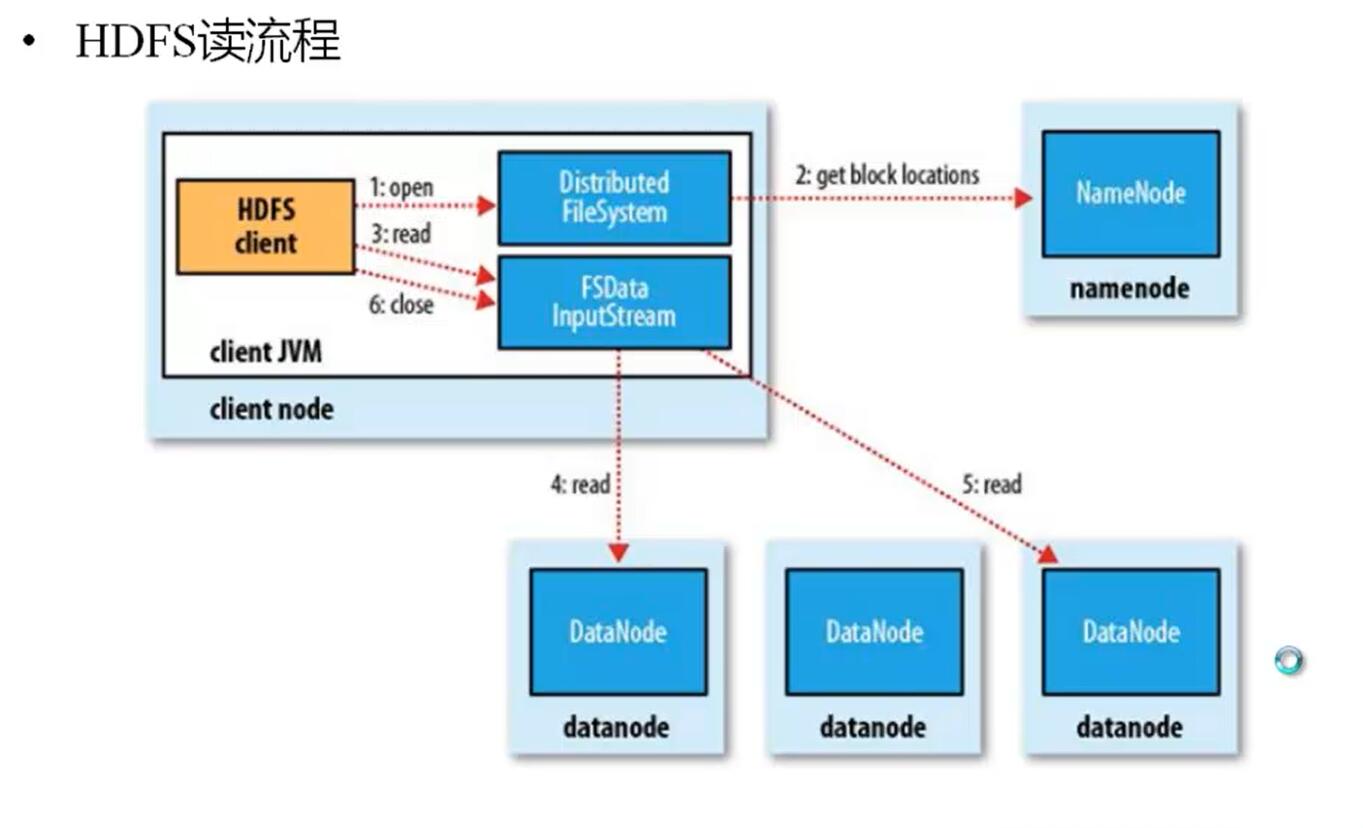 • HDFS读流程
HDFS
client
1: open
3: read
6: close
Distributed
FileSystem
FSData
InputStream
client JVM
client node
2: get block locations
NameNode
namenode
4: read
5: read
DataNode
datanode
DataNode
datanode
DataNode
datanode